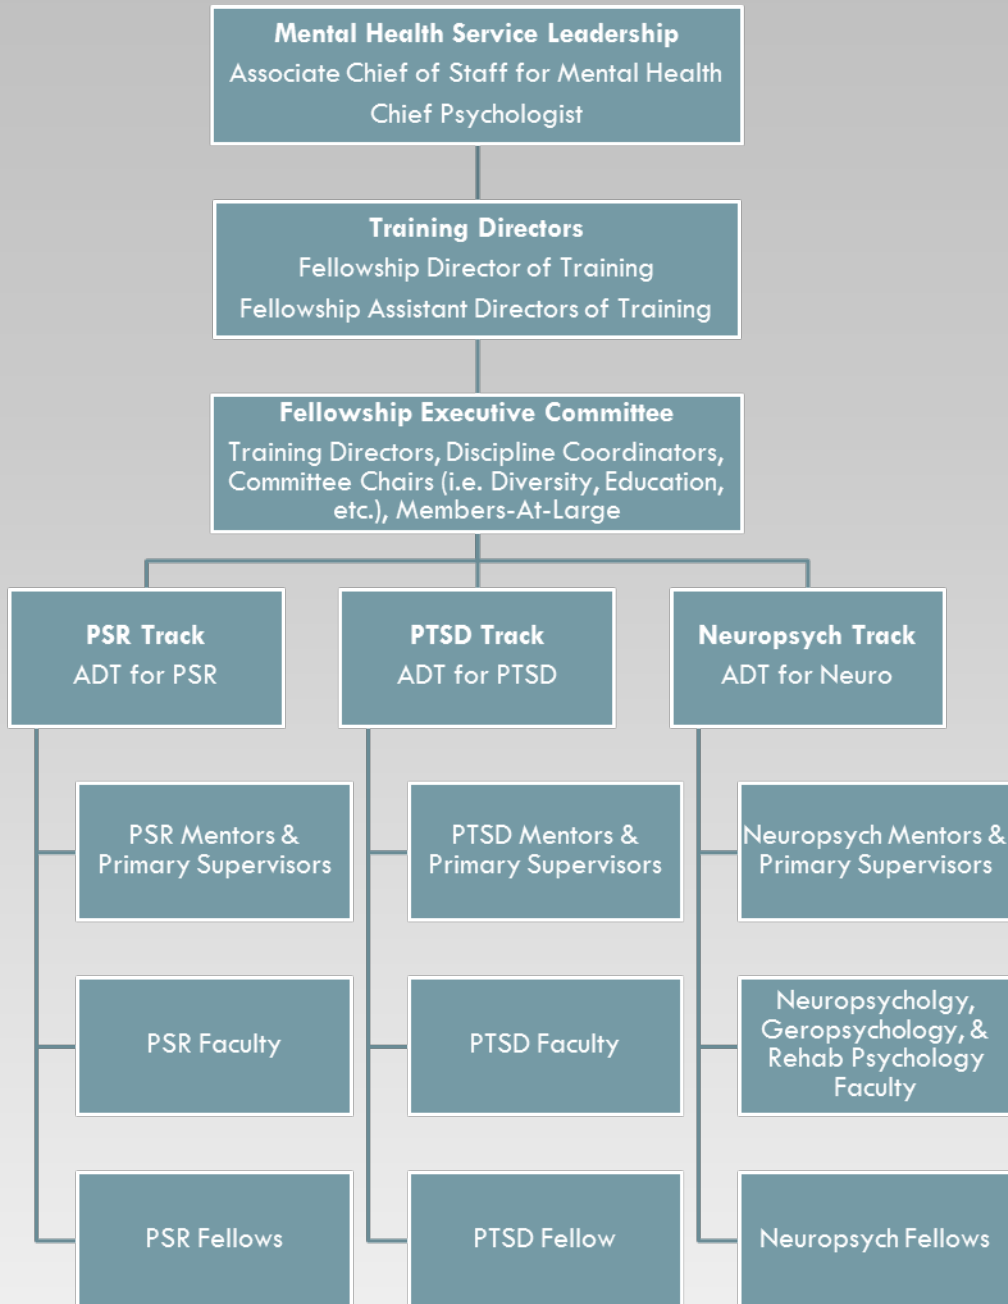 Mental Health Service Leadership
Associate Chief of Staff for Mental Health
Chief Psychologist
Training Directors
Fellowship Director of Training
Fellowship Assistant Directors of Training
Fellowship Executive Committee
Training Directors, Discipline Coordinators,
Committee Chairs (i.e. Diversity, Education,
etc.), Members-At-Large
PSR Track
ADT for PSR
PTSD Track
ADT for PTSD
Neuropsych Track
ADT for Neuro
PSR Mentors &
Primary Supervisors
PTSD Mentors &
Primary Supervisors
Neuropsych Mentors &
Primary Supervisors
PSR Faculty
PTSD Faculty
Neuropsycholgy,
Geropsychology, &
Rehab Psychology
Faculty
PSR Fellows
PTSD Fellow
Neuropsych Fellows